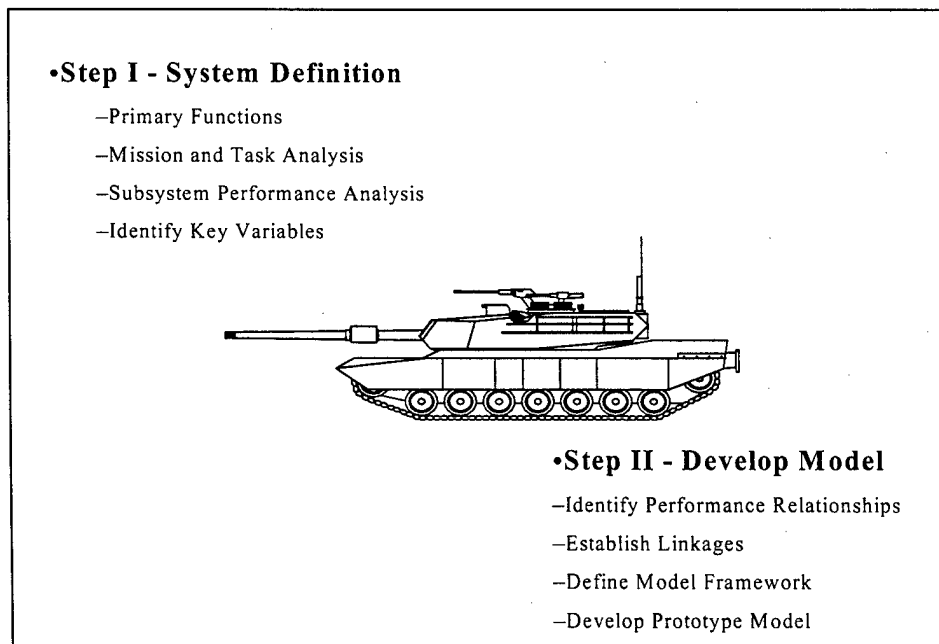 •Step I - System Definition
–Primary Functions
–Mission and Task Analysis
–Subsystem Performance Analysis
–Identify Key Variables
•Step II - Develop Model
–Identify Performance Relationships
–Establish Linkages
–Define Model Framework
–Develop Prototype Model